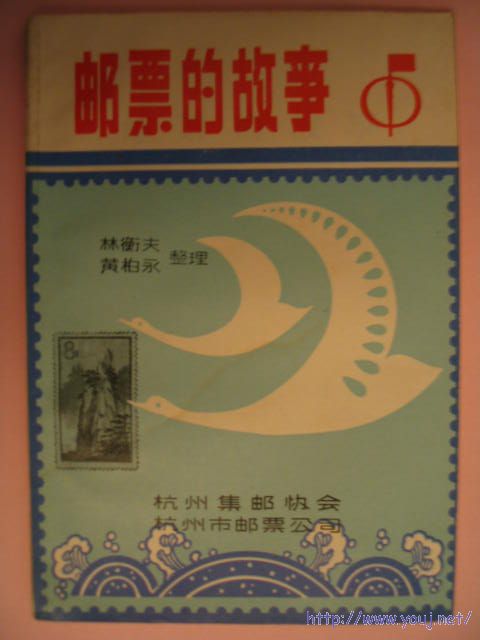 邮票的故事
林衡夫
黄柏永 整理
8分
杭州集邮协会
杭州市邮票公司
http://www.youj.net/